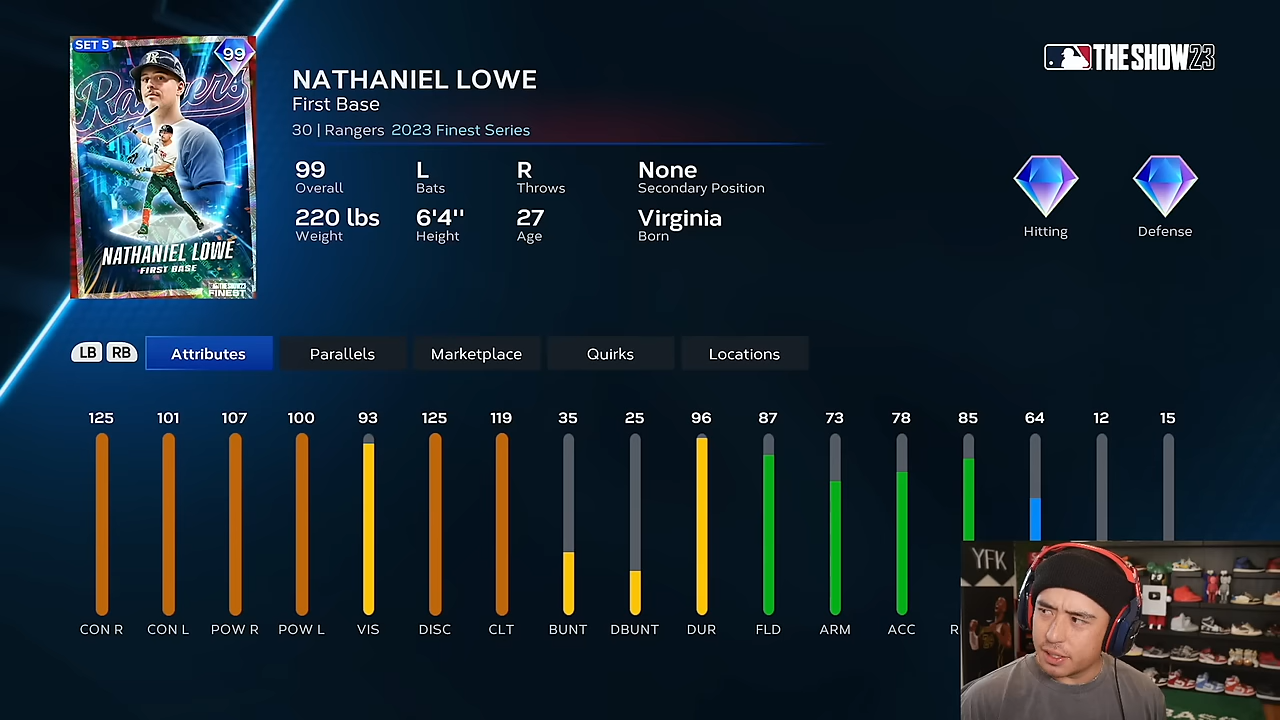 SET 5
99
Rangers
NATHANIEL LOWE
FIRST BASE
FINEST
NATHANIEL LOWE
First Base
30 | Rangers 2023 Finest Series
99 L R None
Overall Bats Throws Secondary Position
220 lbs 6'4'' 27 Virginia
Weight Height Age Born
MLB THE SHOW 23
Hitting Defense
LB RB Attributes Parallels Marketplace Quirks Locations
125 101 107 100 93 125 119 35 25 96 87 73 78 85 64 12 15
CON R CON L POW R POW L VIS DISC CLT BUNT DBUNT DUR FLD ARM ACC R
YFK